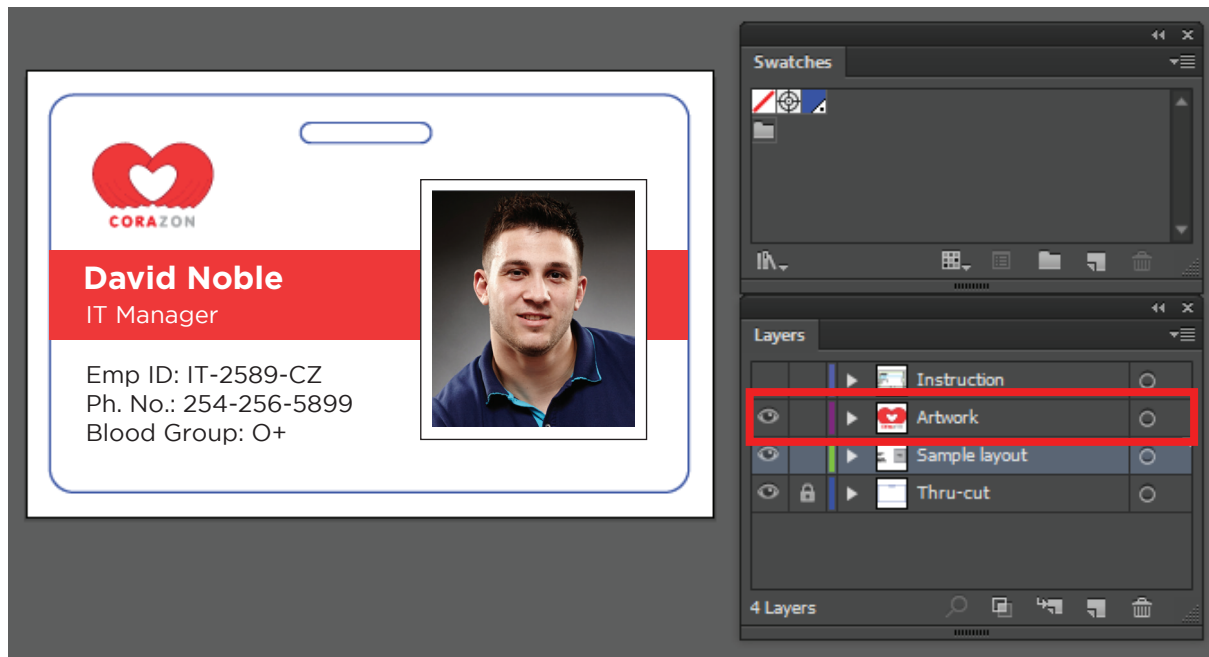 CORAZON
David Noble
IT Manager
Emp ID: IT-2589-CZ
Ph. No.: 254-256-5899
Blood Group: O+
Swatches
Layers
Instruction
Artwork
Sample layout
Thru-cut
4 Layers